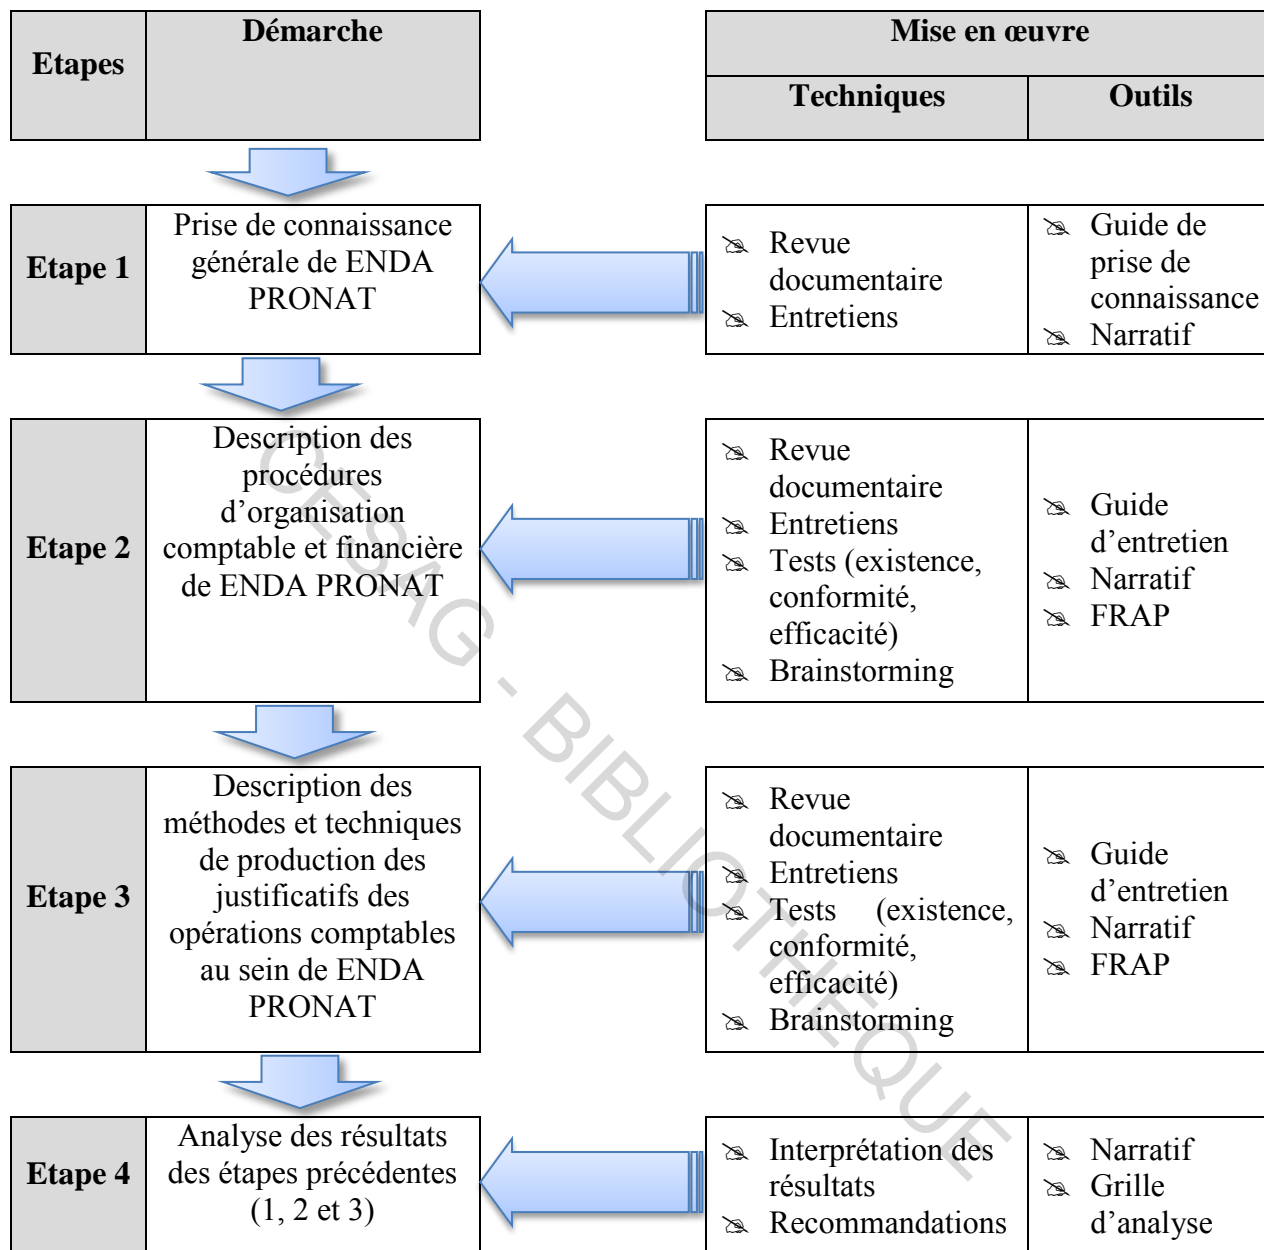 Etapes
Démarche
Mise en œuvre
Techniques
Outils
Etape 1
Prise de connaissance
générale de ENDA
PRONAT
Revue
documentaire
Entretiens
Guide de
prise de
connaissance
Narratif
Etape 2
Description des
procédures
d’organisation
comptable et financière
de ENDA PRONAT
Revue
documentaire
Entretiens
Tests (existence,
conformité,
efficacité)
Brainstorming
Guide
d’entretien
Narratif
FRAP
Etape 3
Description des
méthodes et techniques
de production des
justificatifs des
opérations comptables
au sein de ENDA
PRONAT
Revue
documentaire
Entretiens
Tests (existence,
conformité,
efficacité)
Brainstorming
Guide
d’entretien
Narratif
FRAP
Etape 4
Analyse des résultats
des étapes précédentes
(1, 2 et 3)
Interprétation des
résultats
Recommandations
Narratif
Grille
d’analyse
CESAG - BIBLIOTHEQUE